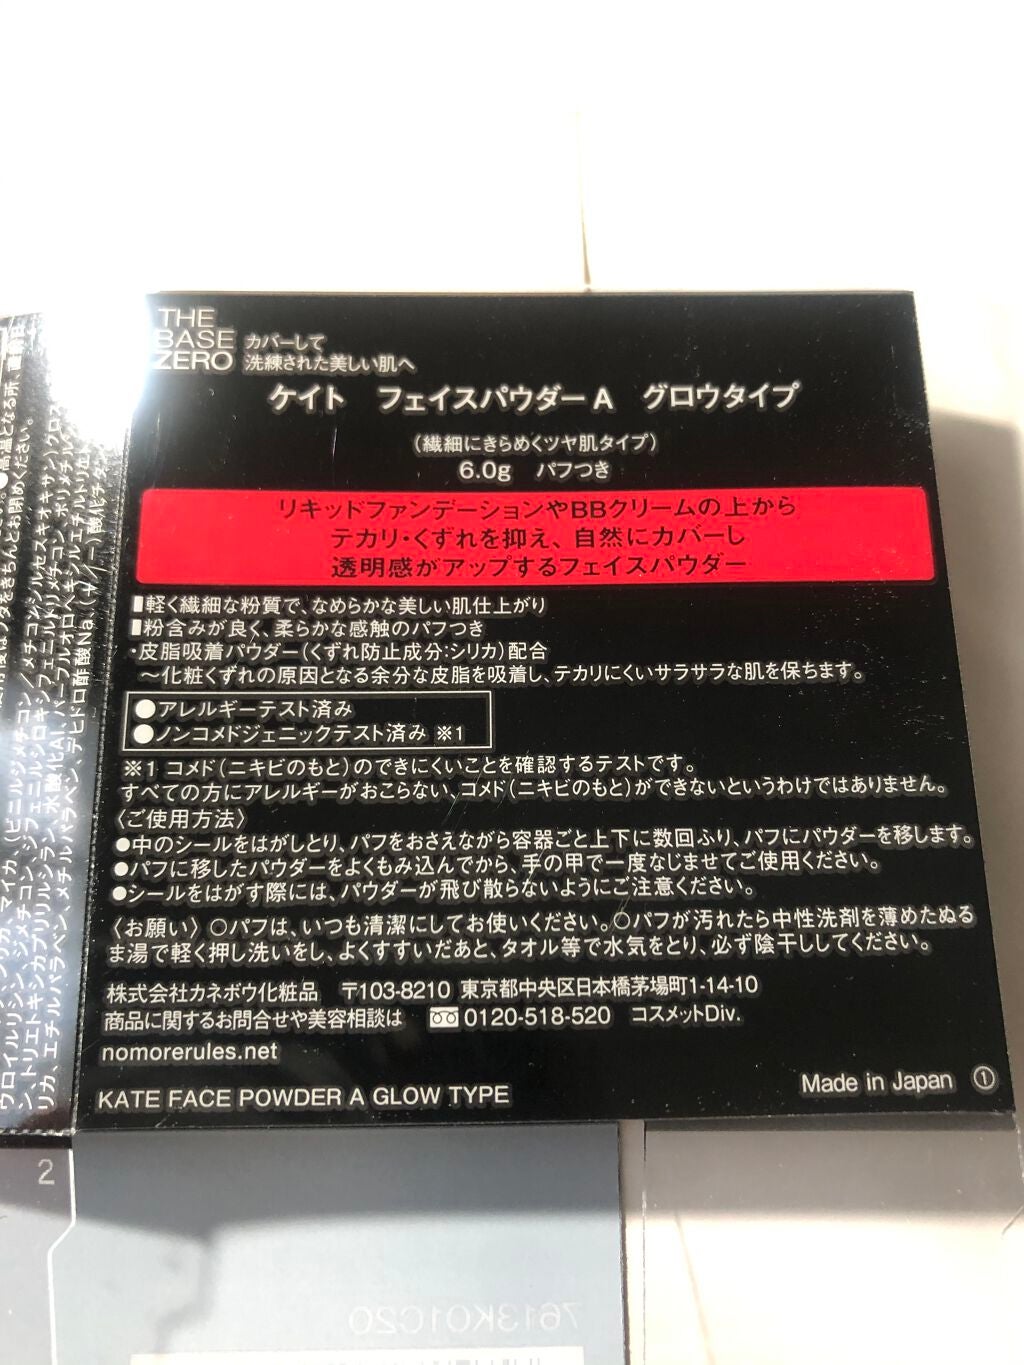 THE
BASE
ZERO
カバーして
洗練された美しい肌へ
ケイト フェイスパウダーA グロウタイプ
(繊細にきらめくツヤ肌タイプ)
6.0g パフつき
リキッドファンデーションやBBクリームの上から
テカリ・くずれを抑え、自然にカバーし
透明感がアップするフェイスパウダー
■軽く繊細な粉質で、なめらかな美しい肌仕上がり
■粉含みが良く、柔らかな感触のパフつき
・皮脂吸着パウダー(くずれ防止成分:シリカ)配合
〜化粧くずれの原因となる余分な皮脂を吸着し、テカリにくいサラサラな肌を保ちます。
●アレルギーテスト済み
●ノンコメドジェニックテスト済み ※1
※1 コメド(ニキビのもと)のできにくいことを確認するテストです。
すべての方にアレルギーがおこらない、コメド(ニキビのもと)ができないというわけではありません。
〈ご使用方法〉
●中のシールをはがしとり、パフをおさえながら容器ごと上下に数回ふり、パフにパウダーを移します。
●パフに移したパウダーをよくもみ込んでから、手の甲で一度なじませてご使用ください。
●シールをはがす際には、パウダーが飛び散らないようにご注意ください。
〈お願い〉○パフは、いつも清潔にしてお使いください。○パフが汚れたら中性洗剤を薄めたぬる
ま湯で軽く押し洗いをし、よくすすいだあと、タオル等で水気をとり、必ず陰干ししてください。
株式会社カネボウ化粧品 〒103-8210 東京都中央区日本橋茅場町1-14-10
商品に関するお問合せや美容相談は 0120-518-520 コスメットDiv.
nomorerules.net
KATE FACE POWDER A GLOW TYPE
Made in Japan ①
2
7613K01C20